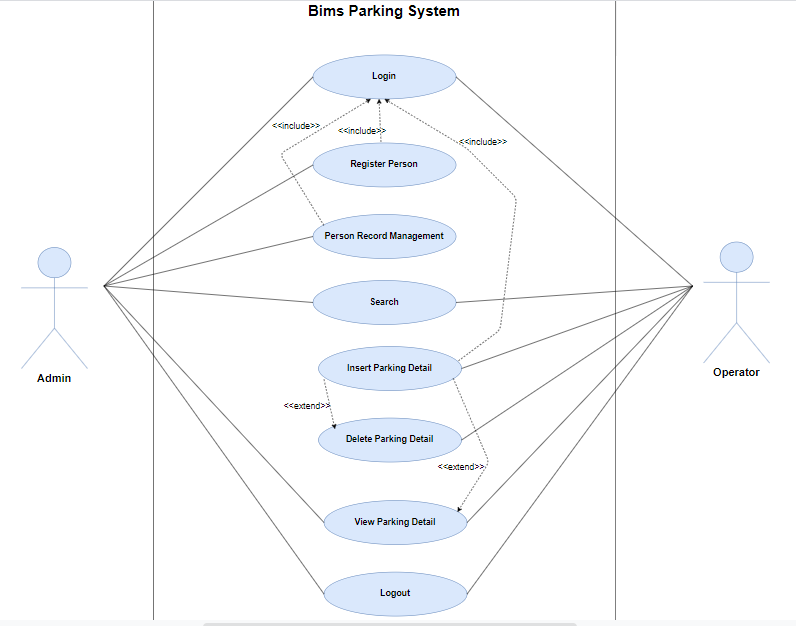 Bims Parking System
Login
<<include>>
<<include>>
<<include>>
Register Person
Person Record Management
Search
Insert Parking Detail
Admin
Operator
<<extend>>
Delete Parking Detail
<<extend>>
View Parking Detail
Logout